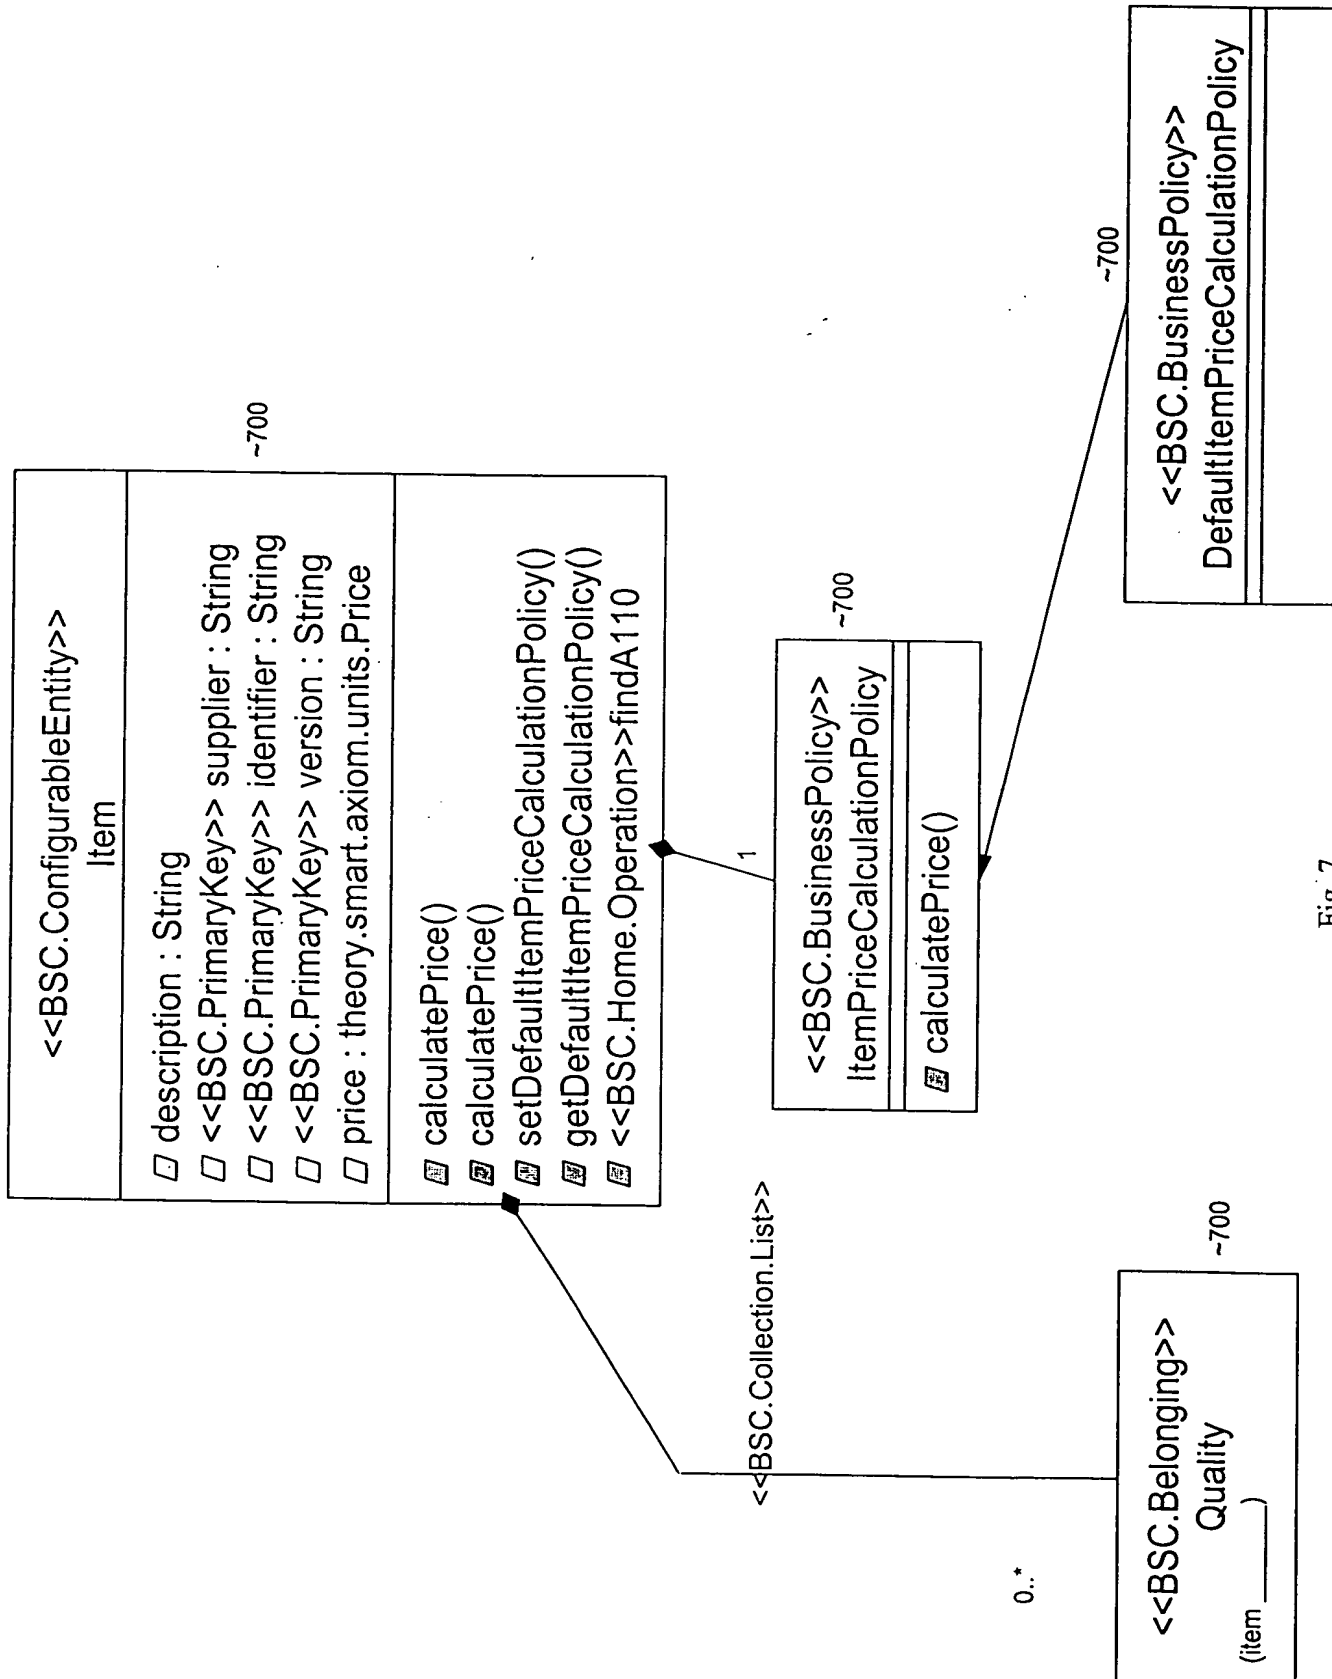 <<BSC.ConfigurableEntity>>
Item
description : String
<<BSC.PrimaryKey>> supplier : String
<<BSC.PrimaryKey>> identifier : String
<<BSC.PrimaryKey>> version : String
price : theory.smart.axiom.units.Price
calculatePrice()
calculatePrice()
setDefaultItemPriceCalculationPolicy()
getDefaultItemPriceCalculationPolicy()
<<BSC.Home.Operation>>findA110
~700
1
<<BSC.Collection.List>>
0..*
<<BSC.BusinessPolicy>>
ItemPriceCalculationPolicy
calculatePrice()
~700
<<BSC.Belonging>>
Quality
(item ______)
~700
~700
<<BSC.BusinessPolicy>>
DefaultItemPriceCalculationPolicy
Fig. 7